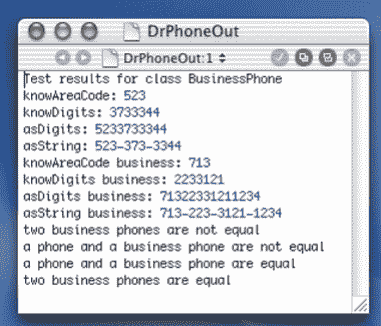 DrPhoneOut
DrPhoneOut:1
Test results for class BusinessPhone
knowAreaCode: 523
knowDigits: 3733344
asDigits: 5233733344
asString: 523-373-3344
knowAreaCode business: 713
knowDigits business: 2233121
asDigits business: 71322331211234
asString business: 713-223-3121-1234
two business phones are not equal
a phone and a business phone are not equal
a phone and a business phone are equal
two business phones are equal